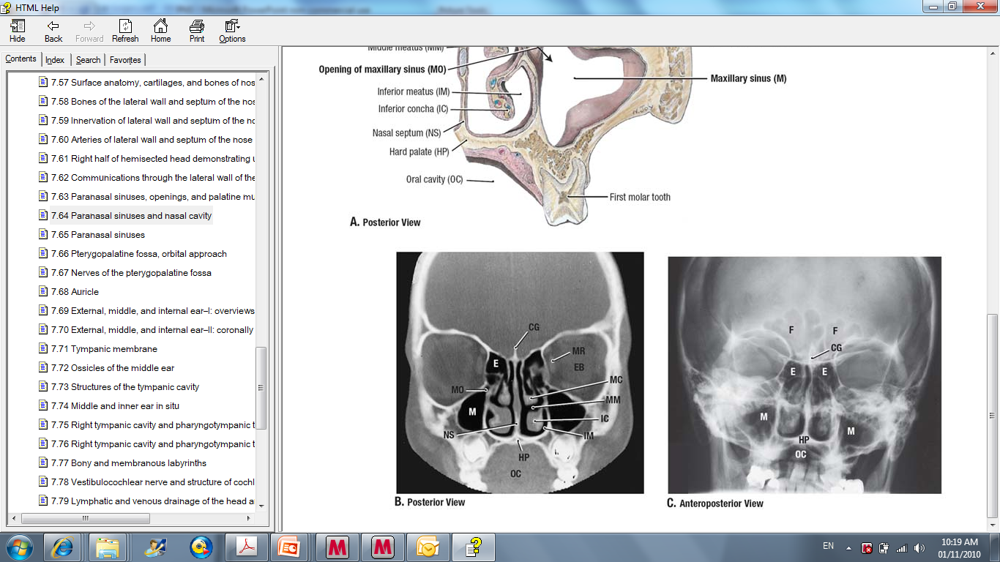 HTML Help
Hide Back Forward Refresh Home Print Options
Contents Index Search Favorites
7.57 Surface anatomy, cartilages, and bones of nos
7.58 Bones of the lateral wall and septum of the nos
7.59 Innervation of lateral wall and septum of the no
7.60 Arteries of lateral wall and septum of the nose
7.61 Right half of hemisected head demonstrating u
7.62 Communications through the lateral wall of the
7.63 Paranasal sinuses, openings, and palatine mu
7.64 Paranasal sinuses and nasal cavity
7.65 Paranasal sinuses
7.66 Pterygopalatine fossa, orbital approach
7.67 Nerves of the pterygopalatine fossa
7.68 Auricle
7.69 External, middle, and internal ear–I: overviews
7.70 External, middle, and internal ear–II: coronally
7.71 Tympanic membrane
7.72 Ossicles of the middle ear
7.73 Structures of the tympanic cavity
7.74 Middle and inner ear in situ
7.75 Right tympanic cavity and pharyngotympanic t
7.76 Right tympanic cavity and pharyngotympanic t
7.77 Bony and membranous labyrinths
7.78 Vestibulocochlear nerve and structure of cochl
7.79 Lymphatic and venous drainage of the head a
Middle meatus (MM)
Opening of maxillary sinus (MO)
Maxillary sinus (M)
Inferior meatus (IM)
Inferior concha (IC)
N.JOY
Nasal septum (NS)
Hard palate (HP)
Oral cavity (OC)
First molar tooth
A. Posterior View
CG
MR
E
EB
MO
MC
MM
M
IC
NS
IM
HP
OC
B. Posterior View
F F
CG
E E
M M
HP
OC
C. Anteroposterior View
EN
10:19 AM
01/11/2010